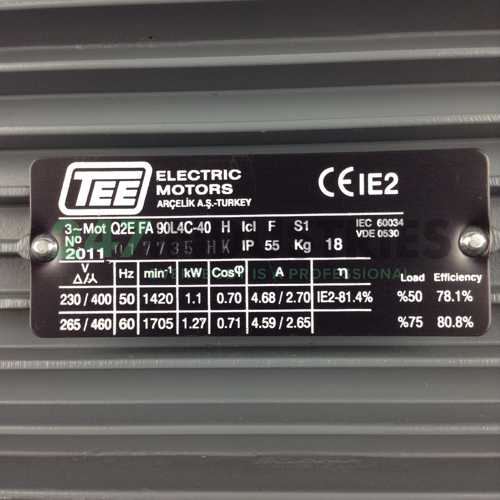 TEE ELECTRIC MOTORS
ARÇELİK A.Ş.-TURKEY
CE IE2
3~Mot Q2E FA 90L4C-40 H Icl F S1 IEC 60034
VDE 0530
No 2011 7735 HK IP 55 Kg 18
V Δ/Y Hz min-¹ kW Cosφ A η Load Efficiency
230/400 50 1420 1.1 0.70 4.68/2.70 IE2-81.4% %50 78.1%
265/460 60 1705 1.27 0.71 4.59/2.65 %75 80.8%